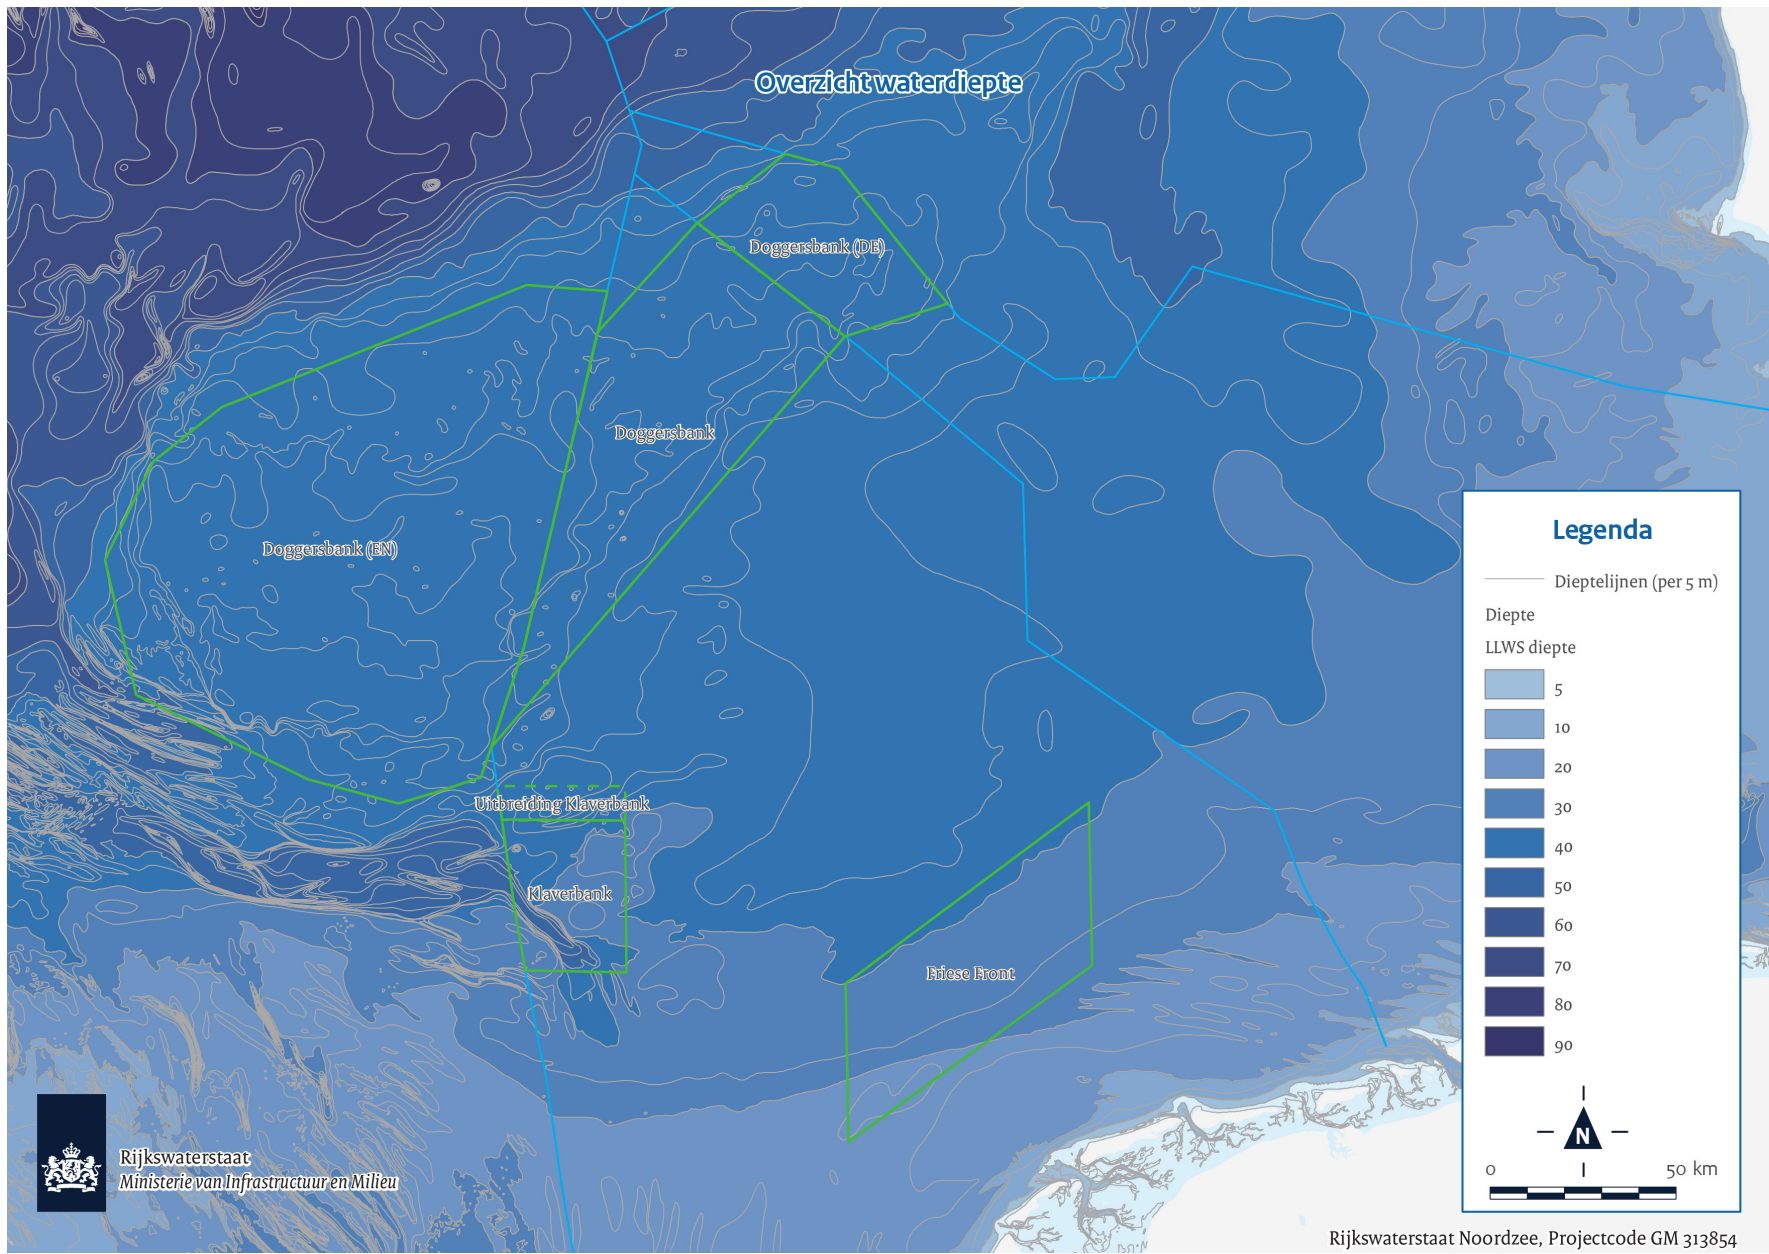 Overzicht waterdiepte
Doggersbank (DE)
Doggersbank
Doggersbank (EN)
Uitbreiding Klaverbank
Klaverbank
Friese Front
Legenda
Dieptelijnen (per 5 m)
Diepte
LLWS diepte
5
10
20
30
40
50
60
70
80
90
N
0 50 km
Rijkswaterstaat
Ministerie van Infrastructuur en Milieu
Rijkswaterstaat Noordzee, Projectcode GM 313854